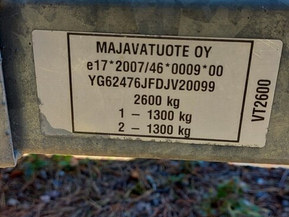 MAJAVATUOTE OY
e17*2007/46*0009*00
YG62476JFDJV20099
2600 kg
1 - 1300 kg
2 - 1300 kg
VT2600